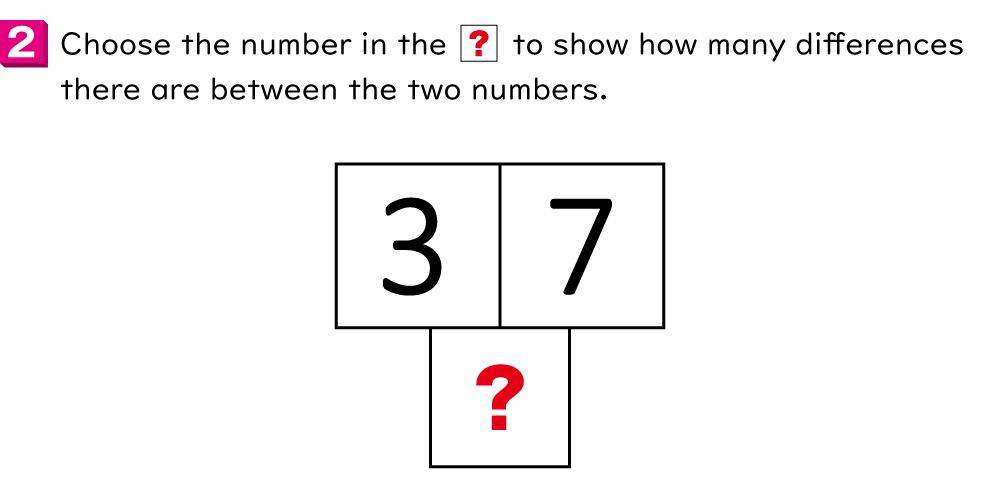 2 Choose the number in the ? to show how many differences
there are between the two numbers.
3 7
?